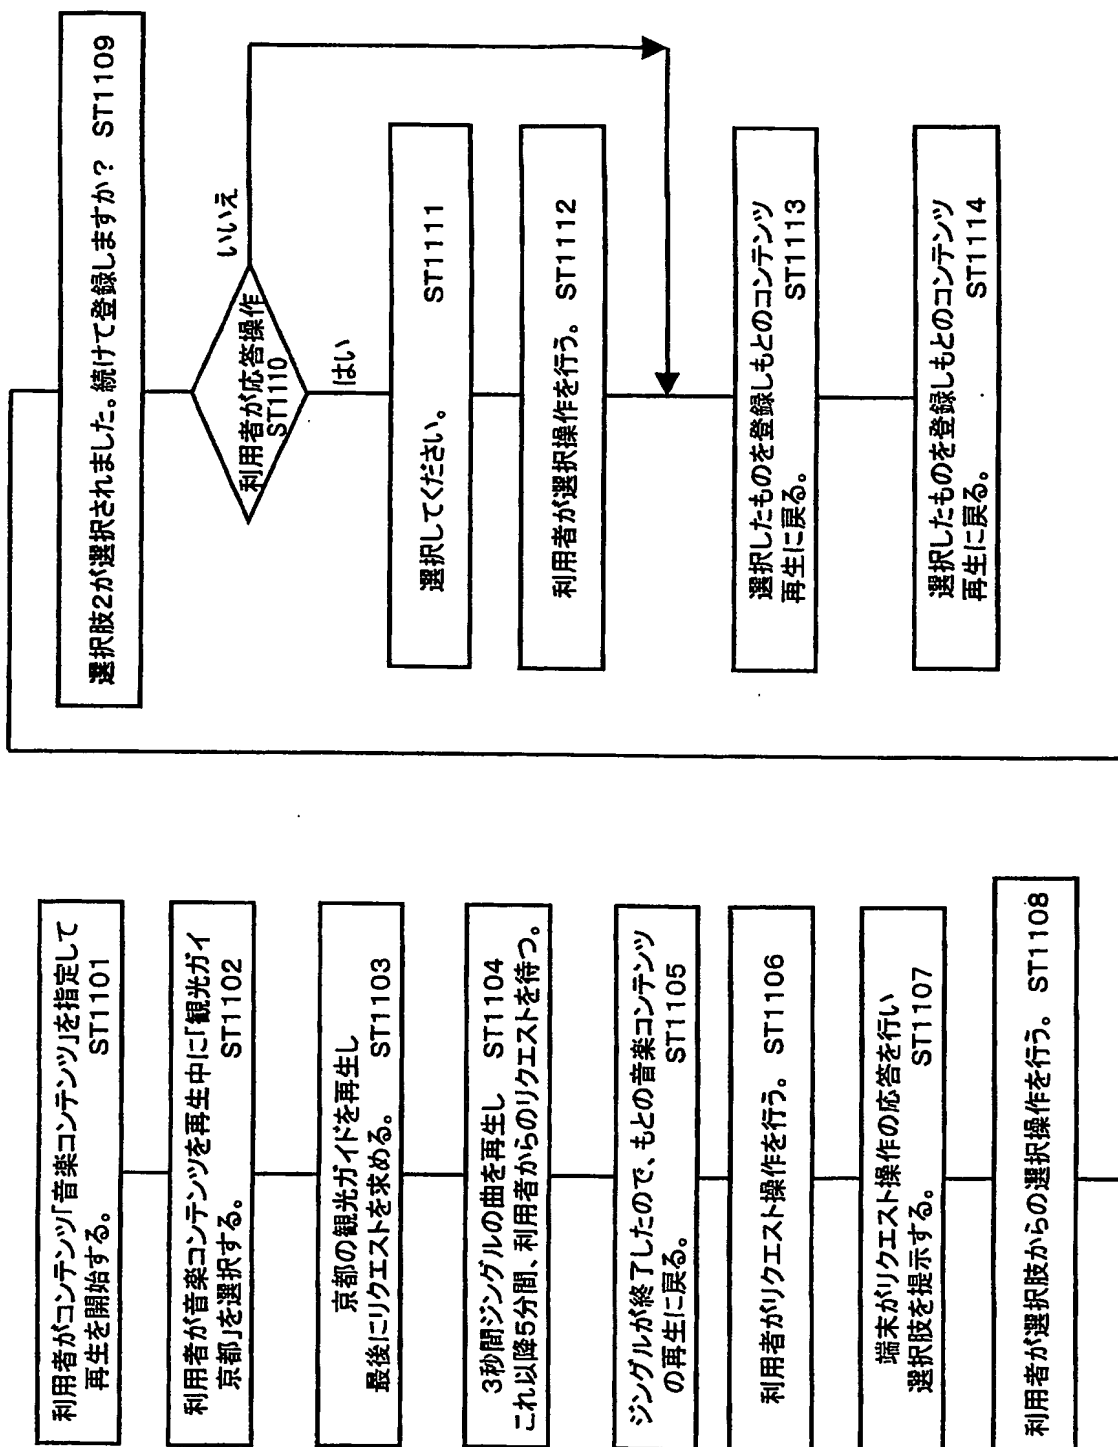 利用者がコンテンツ「音楽コンテンツ」を指定して
再生を開始する。 ST1101
利用者が音楽コンテンツを再生中に「観光ガイ
京都」を選択する。 ST1102
京都の観光ガイドを再生し
最後にリクエストを求める。 ST1103
3秒間ジングルの曲を再生し ST1104
これ以降5分間、利用者からのリクエストを待つ。
ジングルが終了したので、もとの音楽コンテンツ
の再生に戻る。 ST1105
利用者がリクエスト操作を行う。 ST1106
端末がリクエスト操作の応答を行い
選択肢を提示する。 ST1107
利用者が選択肢からの選択操作を行う。 ST1108
選択肢2が選択されました。続けて登録しますか？ ST1109
利用者が応答操作
ST1110
いいえ
はい
選択してください。 ST1111
利用者が選択操作を行う。 ST1112
選択したものを登録しもとのコンテンツ
再生に戻る。 ST1113
選択したものを登録しもとのコンテンツ
再生に戻る。 ST1114